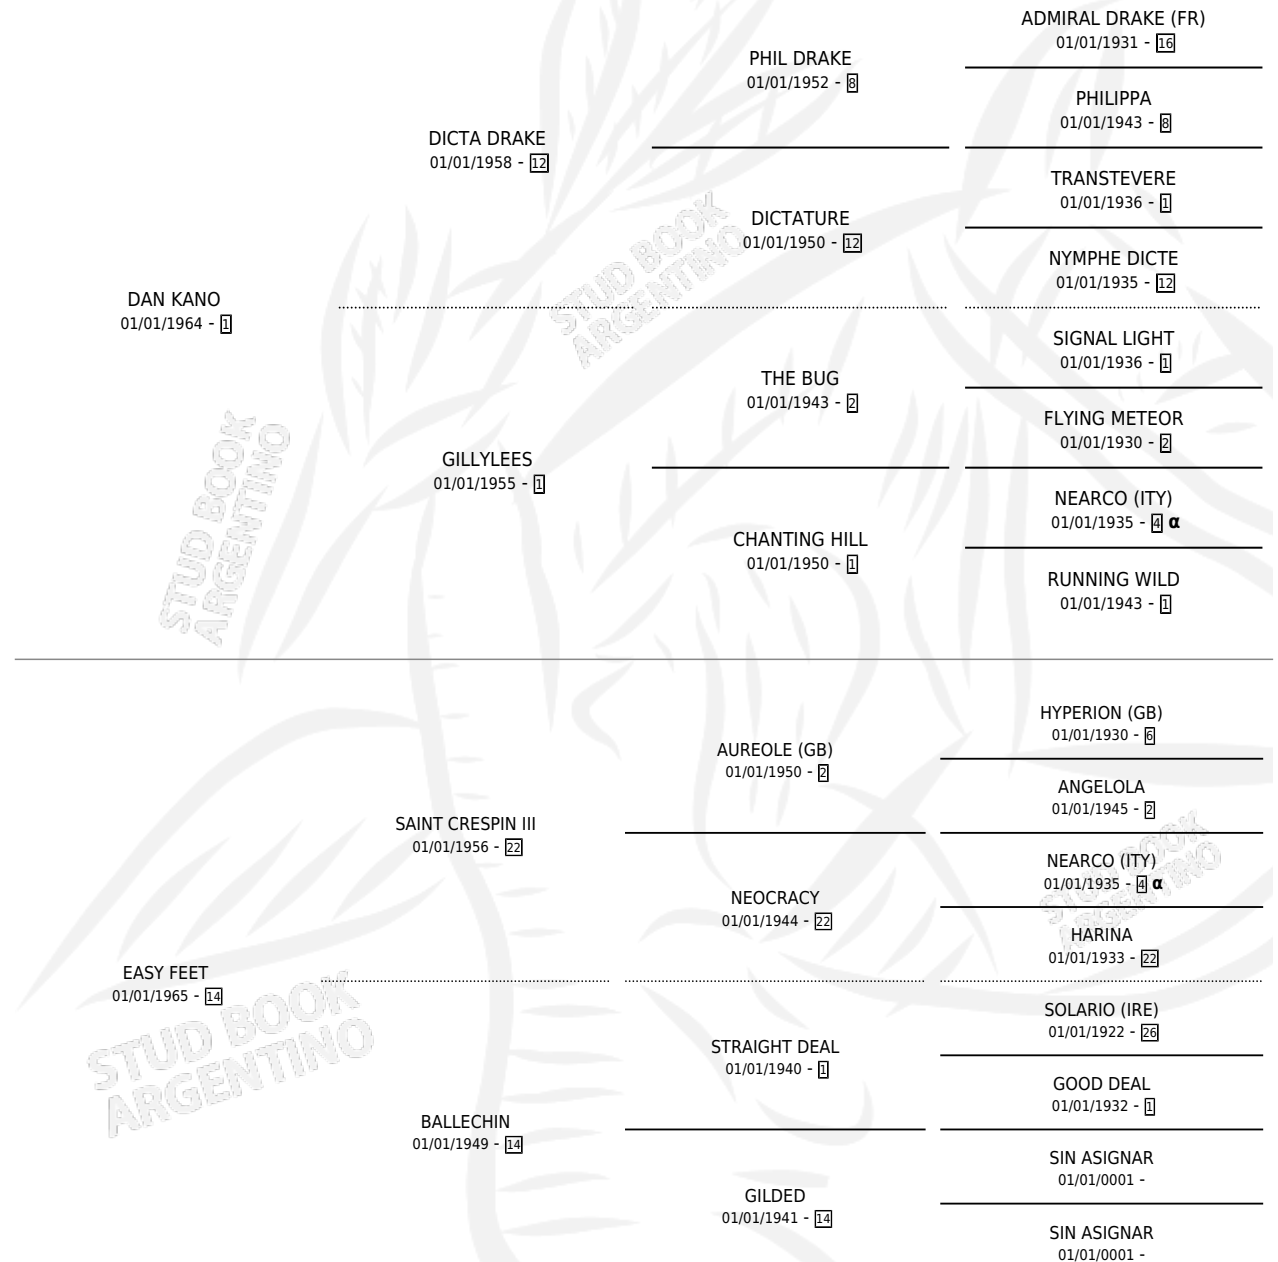 ADMIRAL DRAKE (FR)
01/01/1931 - 16
PHIL DRAKE
01/01/1952 - 8
PHILIPPA
01/01/1943 - 8
DICTA DRAKE
01/01/1958 - 12
TRANSTEVERE
01/01/1936 - 1
DICTATURE
01/01/1950 - 12
NYMPHE DICTE
01/01/1935 - 12
DAN KANO
01/01/1964 - 1
SIGNAL LIGHT
01/01/1936 - 1
THE BUG
01/01/1943 - 2
FLYING METEOR
01/01/1930 - 2
GILLYLEES
01/01/1955 - 1
NEARCO (ITY)
01/01/1935 - 4 α
CHANTING HILL
01/01/1950 - 1
RUNNING WILD
01/01/1943 - 1
STUD BOOK
ARGENTINO
STUD BOOK
ARGENTINO
HYPERION (GB)
01/01/1930 - 6
AUREOLE (GB)
01/01/1950 - 2
ANGELOLA
01/01/1945 - 2
SAINT CRESPIN III
01/01/1956 - 22
NEARCO (ITY)
01/01/1935 - 4 α
NEOCRACY
01/01/1944 - 22
HARINA
01/01/1933 - 22
EASY FEET
01/01/1965 - 14
SOLARIO (IRE)
01/01/1922 - 26
STRAIGHT DEAL
01/01/1940 - 1
GOOD DEAL
01/01/1932 - 1
BALLECHIN
01/01/1949 - 14
SIN ASIGNAR
01/01/0001 -
GILDED
01/01/1941 - 14
SIN ASIGNAR
01/01/0001 -
STUD BOOK
ARGENTINO
STUD BOOK
ARGENTINO